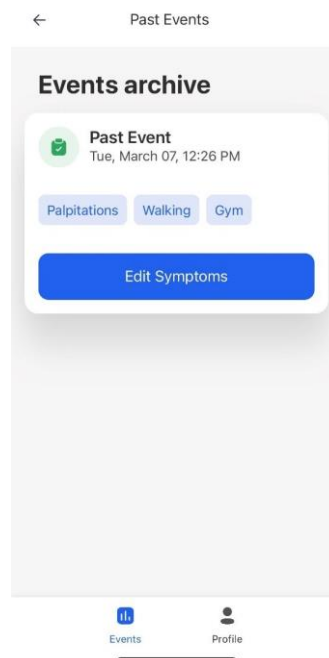 Past Events
Events archive
Past Event
Tue, March 07, 12:26 PM
Palpitations Walking Gym
Edit Symptoms
Events Profile